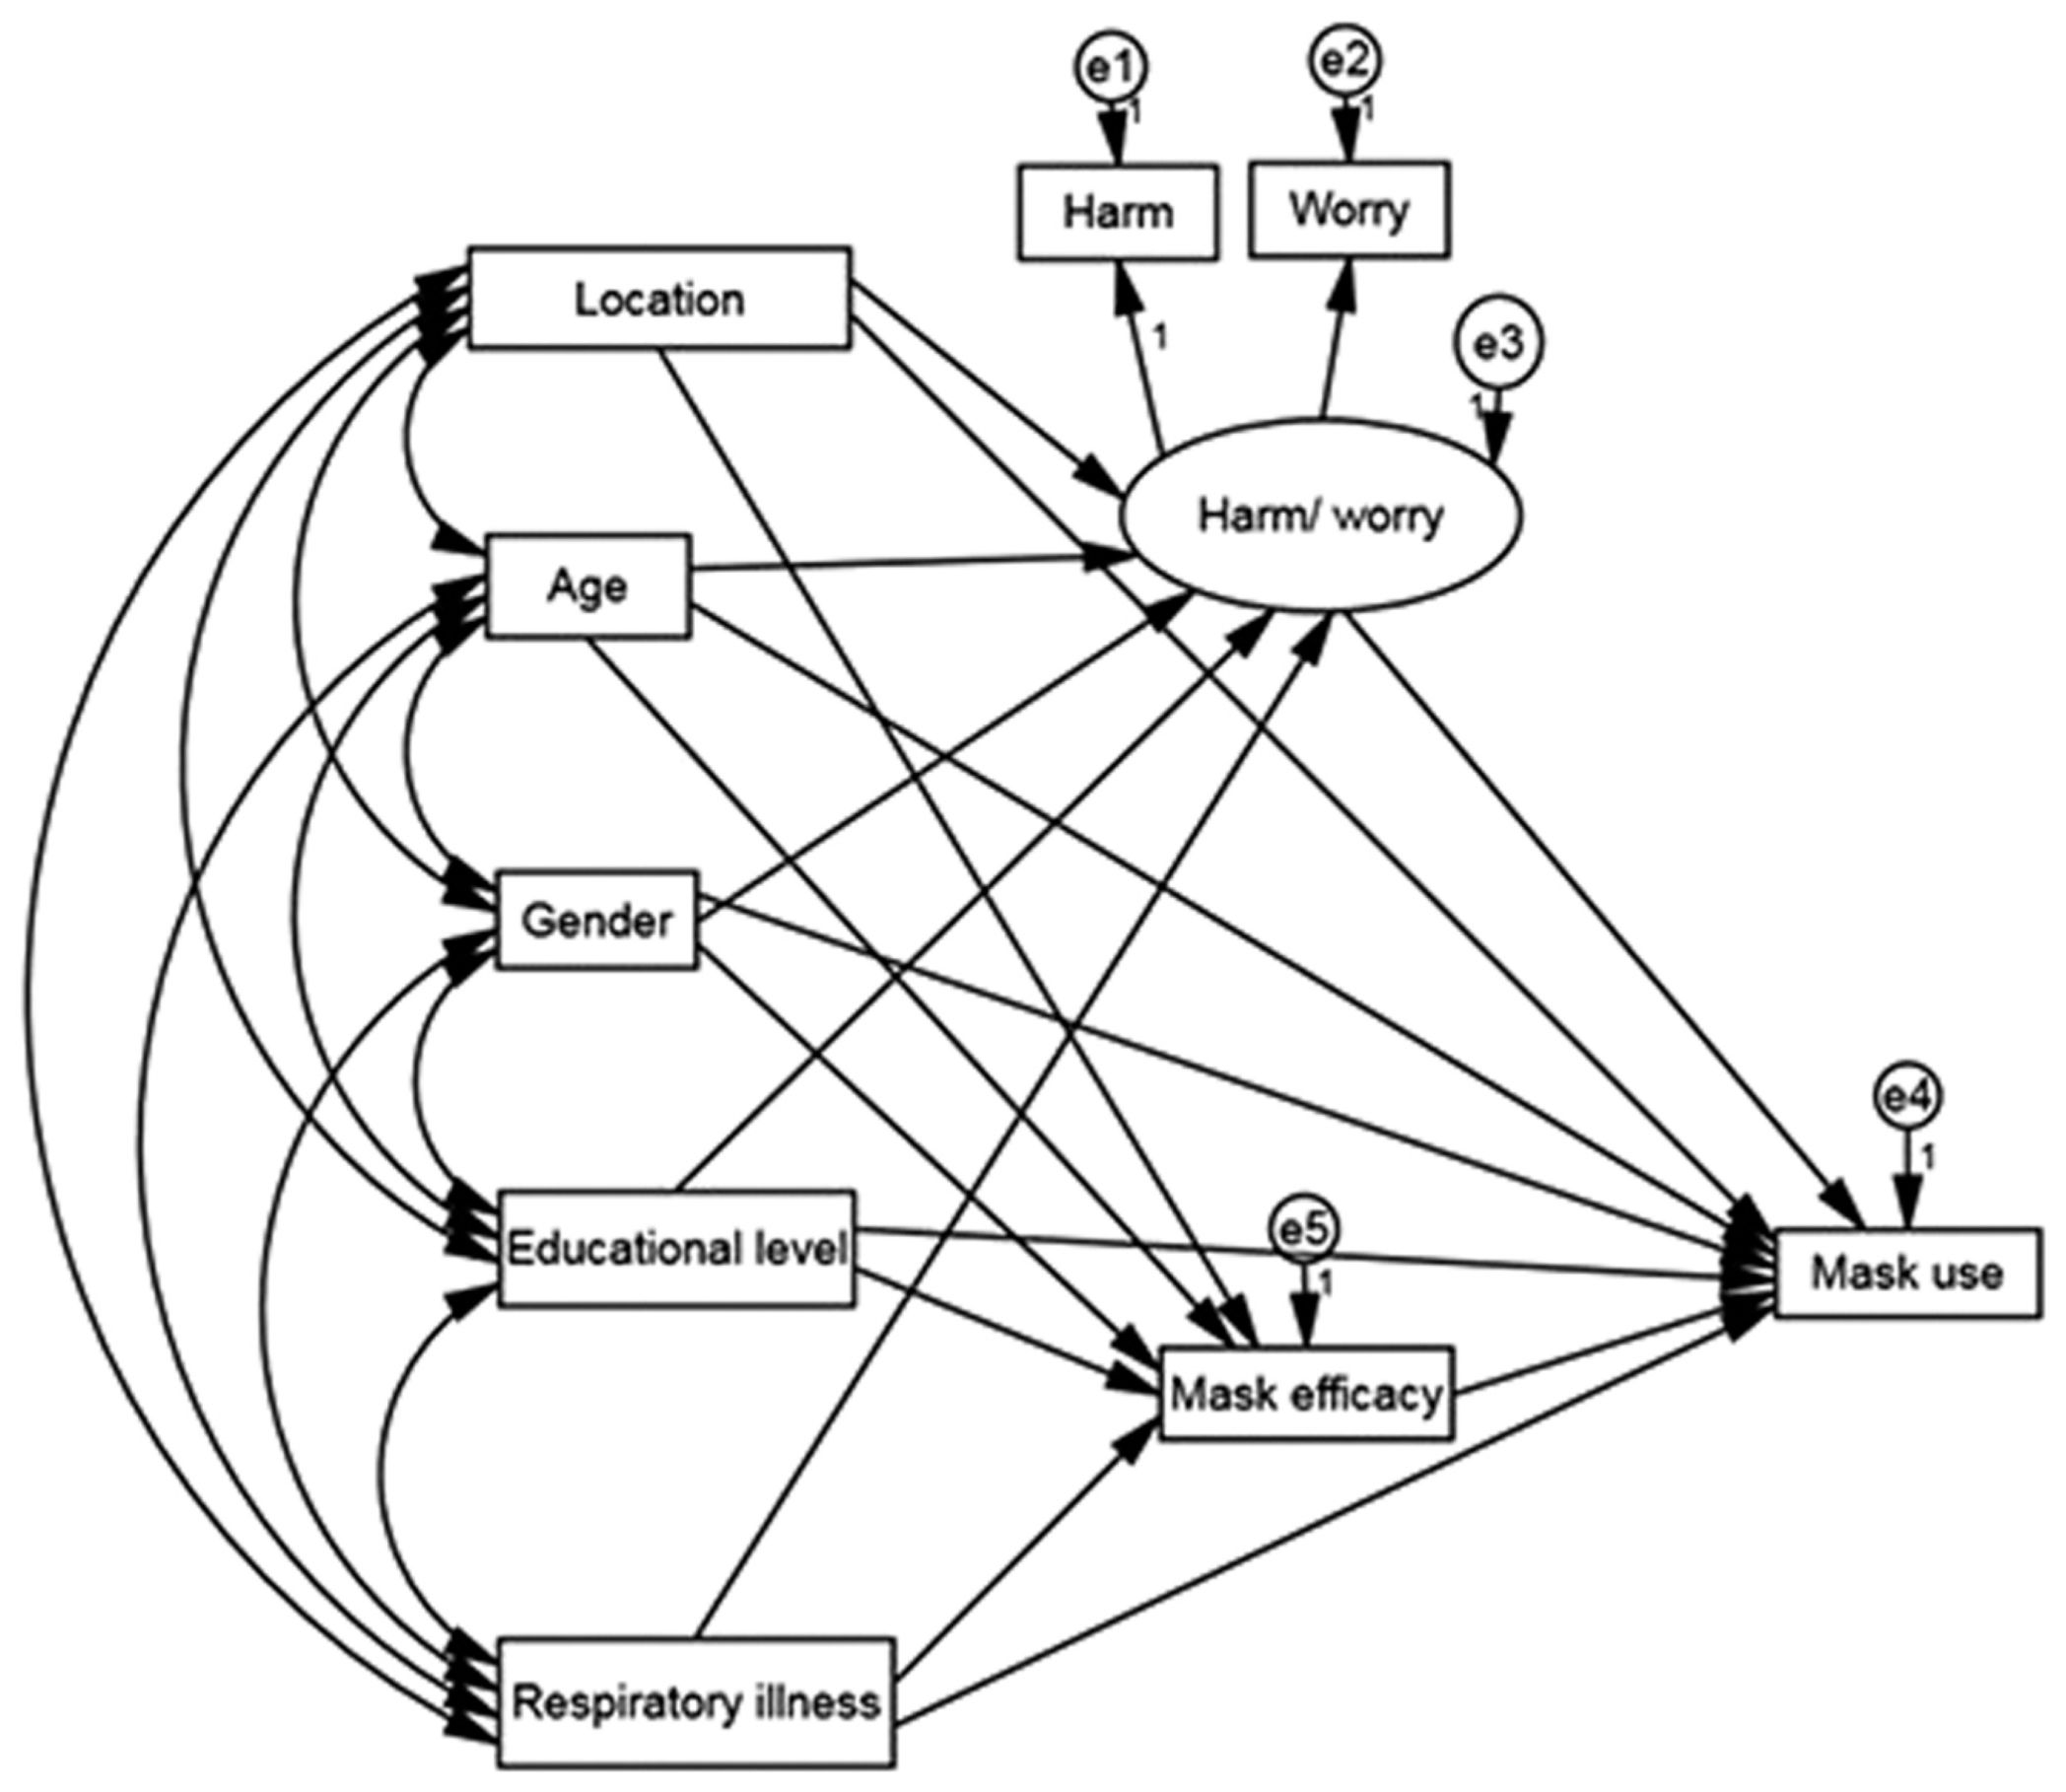 e1
e2
1
1
Harm
Worry
Location
1
e3
1
Harm/ worry
Age
Gender
e4
1
Educational level
e5
1
Mask use
Mask efficacy
Respiratory illness